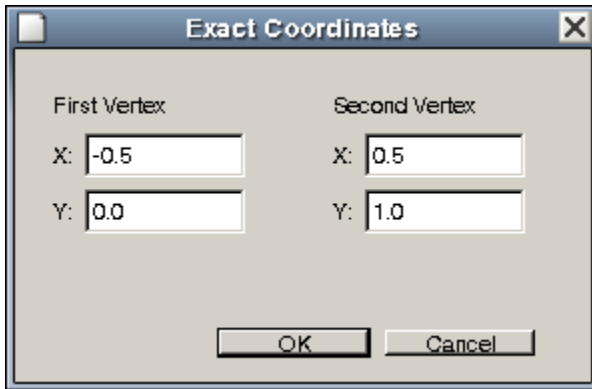 Exact Coordinates
First Vertex
Second Vertex
X: -0.5
X: 0.5
Y: 0.0
Y: 1.0
OK
Cancel